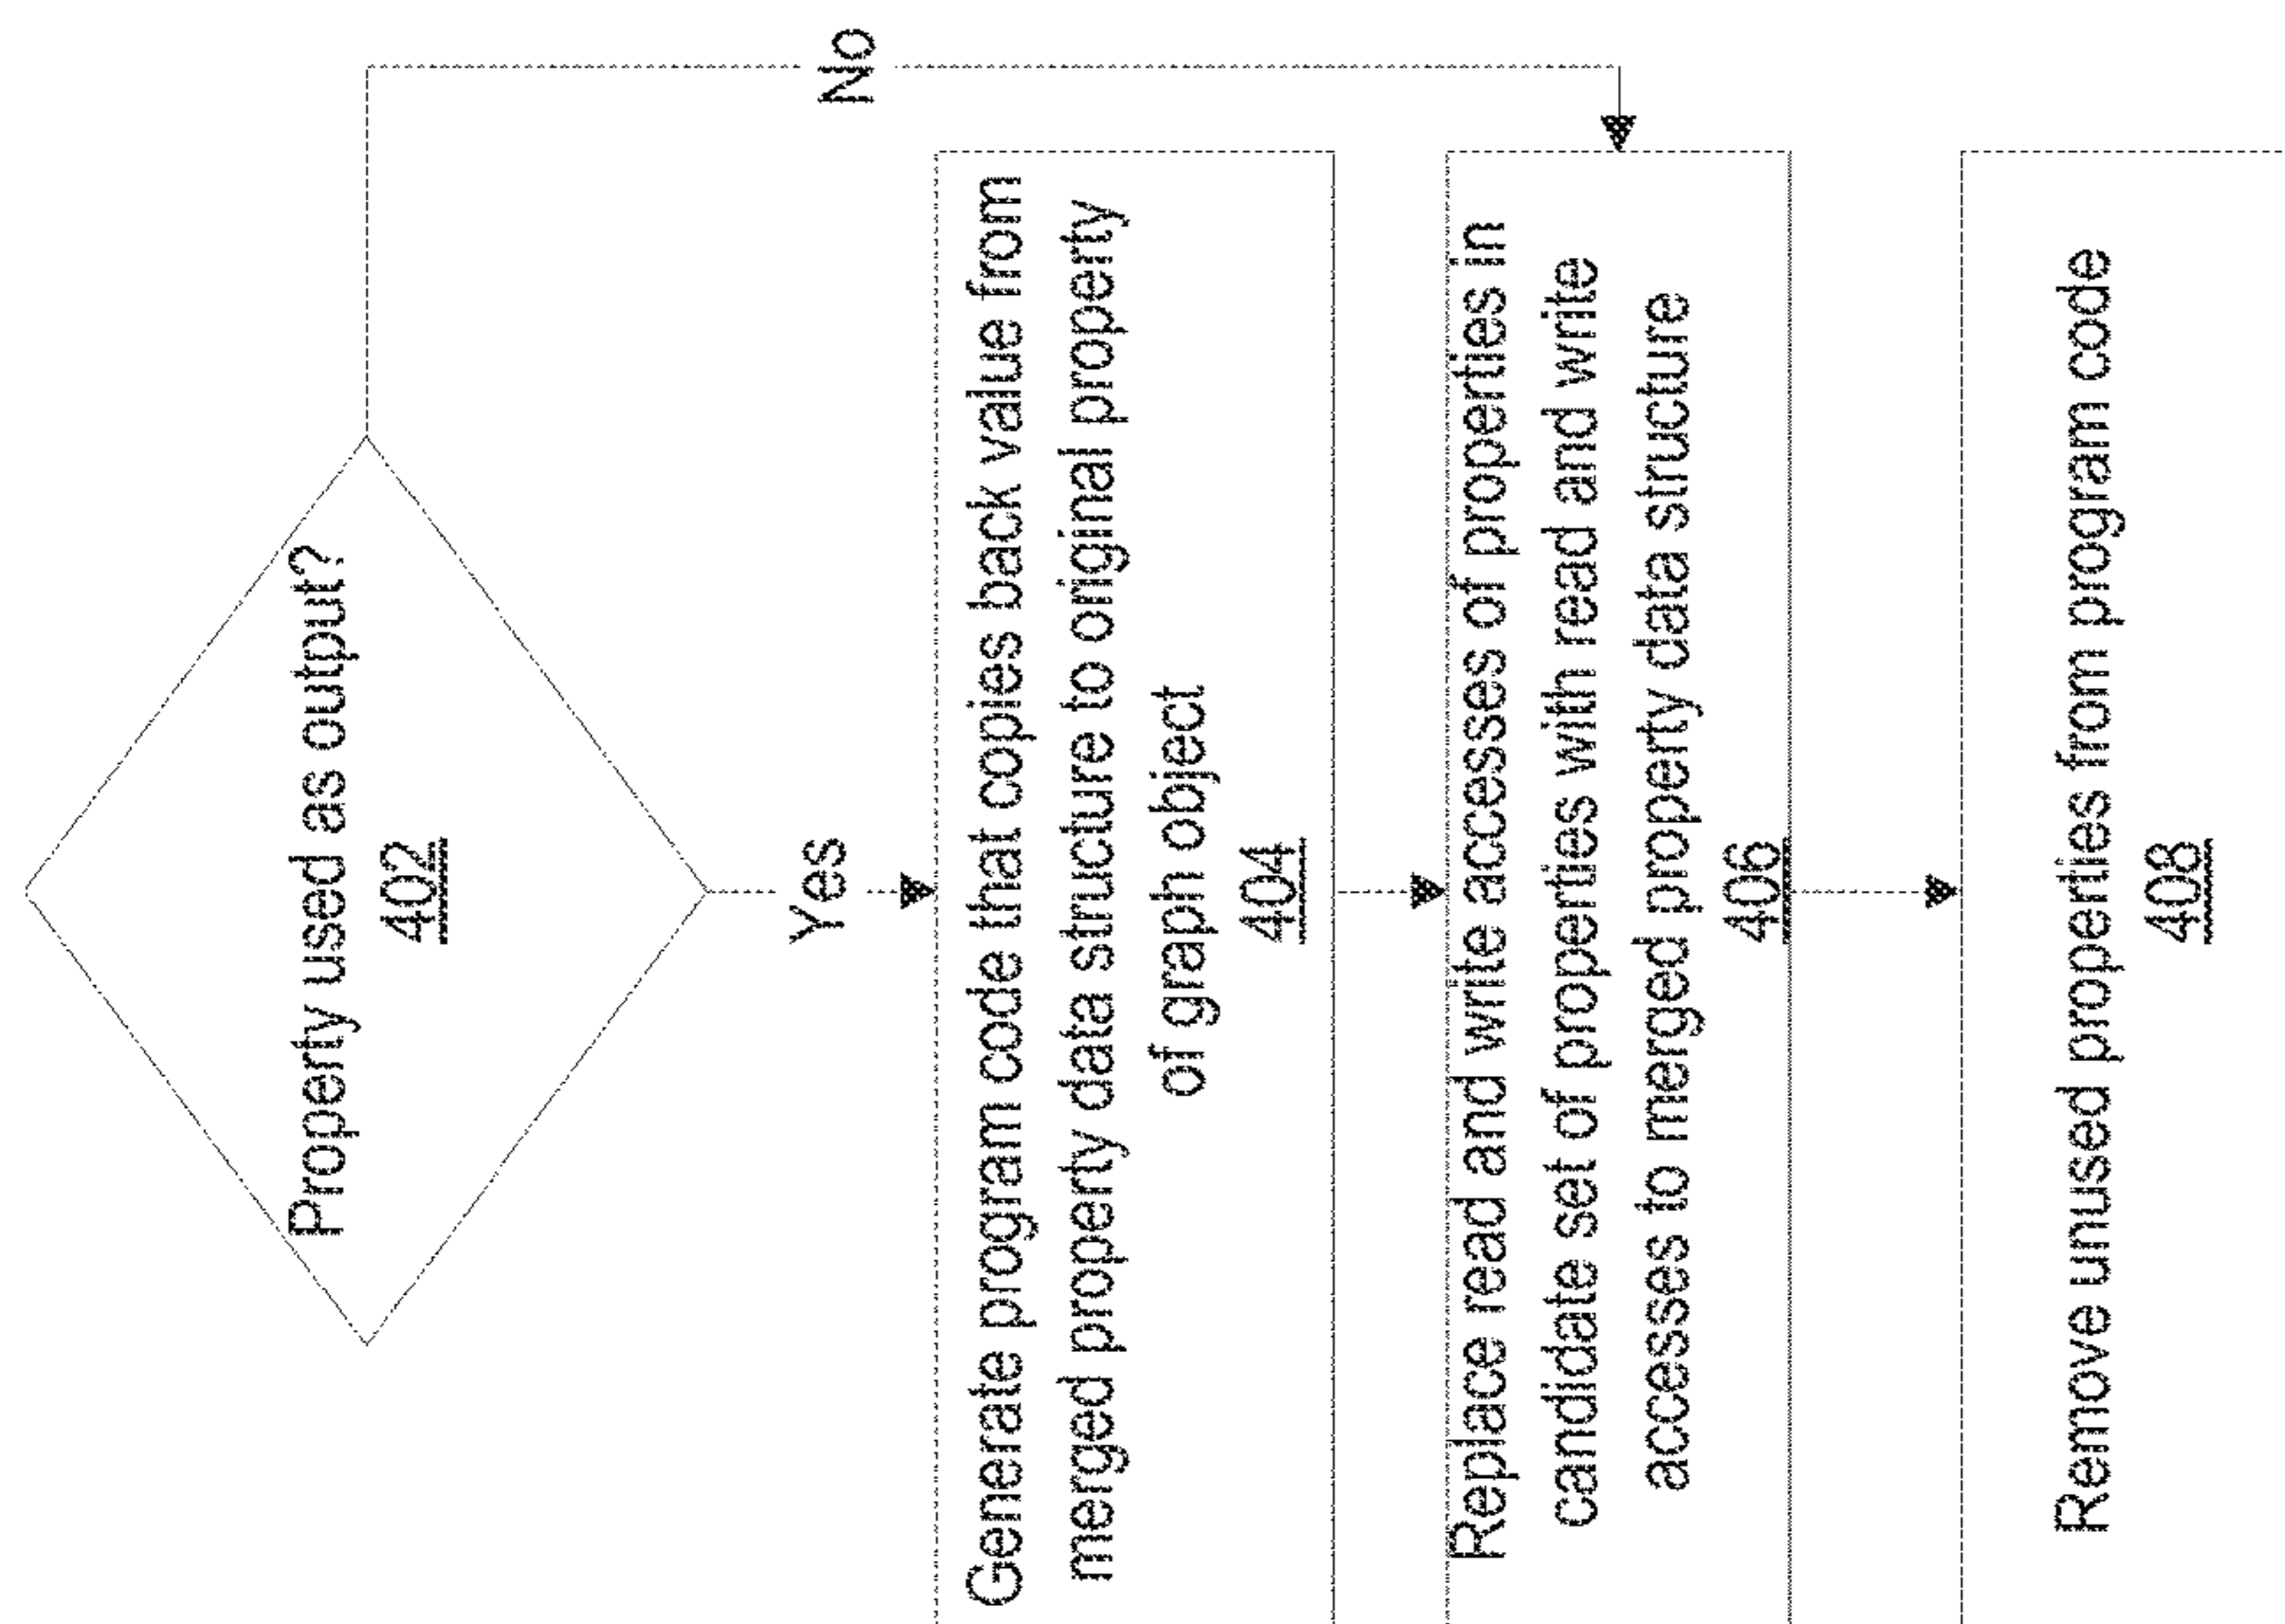 Property used as output?
402
No
Yes
Generate program code that copies back value from
merged property data structure to original property
of graph object
404
Replace read and write accesses of properties in
candidate set of properties with read and write
accesses to merged property data structure
406
Remove unused properties from program code
408